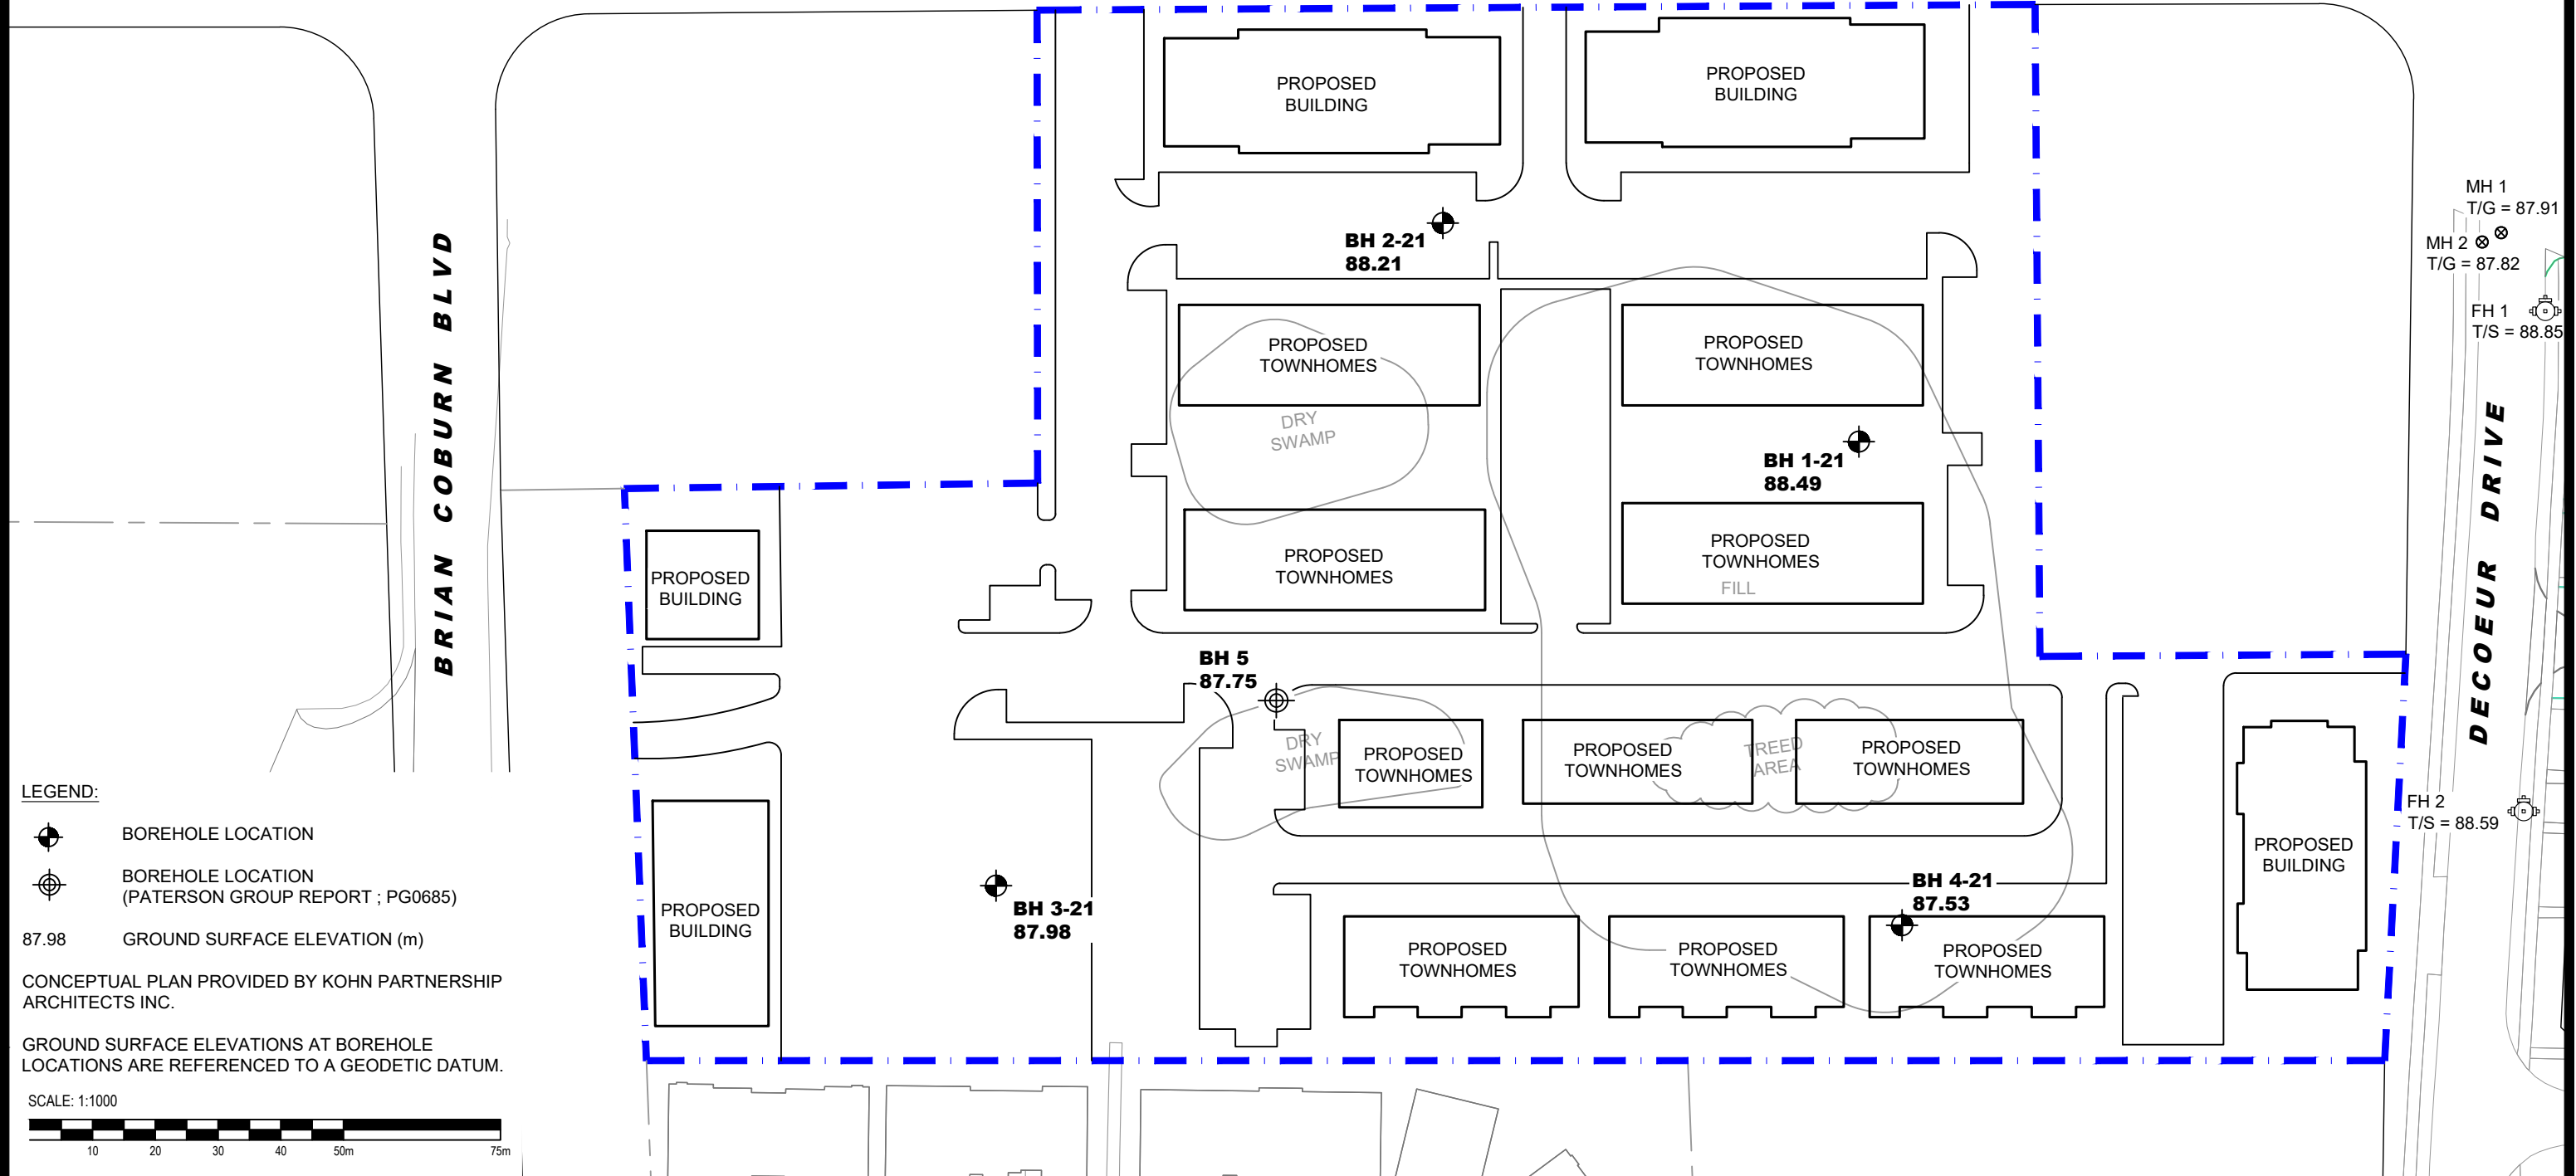 PROPOSED
BUILDING
PROPOSED
BUILDING
MH 1
T/G = 87.91
MH 2
T/G = 87.82
BH 2-21
88.21
FH 1
T/S = 88.85
BRIAN COBURN BLVD
PROPOSED
TOWNHOMES
PROPOSED
TOWNHOMES
DRY
SWAMP
BH 1-21
88.49
DECOEUR DRIVE
PROPOSED
BUILDING
PROPOSED
TOWNHOMES
PROPOSED
TOWNHOMES
FILL
BH 5
87.75
DRY
SWAMP
PROPOSED
TOWNHOMES
PROPOSED
TOWNHOMES
TREED
AREA
PROPOSED
TOWNHOMES
FH 2
T/S = 88.59
PROPOSED
BUILDING
PROPOSED
BUILDING
BH 3-21
87.98
BH 4-21
87.53
PROPOSED
TOWNHOMES
PROPOSED
TOWNHOMES
PROPOSED
TOWNHOMES
LEGEND:
BOREHOLE LOCATION
BOREHOLE LOCATION
(PATERSON GROUP REPORT ; PG0685)
87.98 GROUND SURFACE ELEVATION (m)
CONCEPTUAL PLAN PROVIDED BY KOHN PARTNERSHIP
ARCHITECTS INC.
GROUND SURFACE ELEVATIONS AT BOREHOLE
LOCATIONS ARE REFERENCED TO A GEODETIC DATUM.
SCALE: 1:1000
10 20 30 40 50m 75m